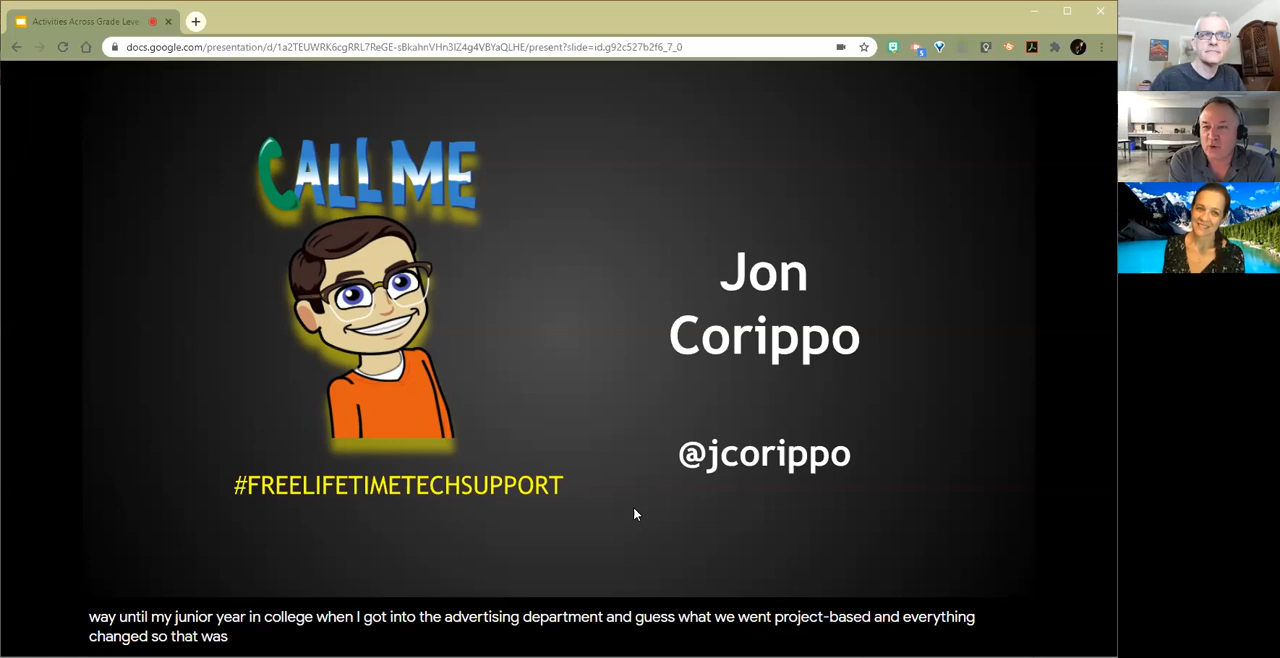 Activities Across Grade Leve
docs.google.com/presentation/d/1a2TEUWRK6cgRRL7ReGE-sBkahnVHn3IZ4g4VBYaQLHE/present?slide=id.g92c527b2f6_7_0
5
CALL ME
Jon
Corippo
@jcorippo
#FREELIFETIMETECHSUPPORT
way until my junior year in college when I got into the advertising department and guess what we went project-based and everything
changed so that was